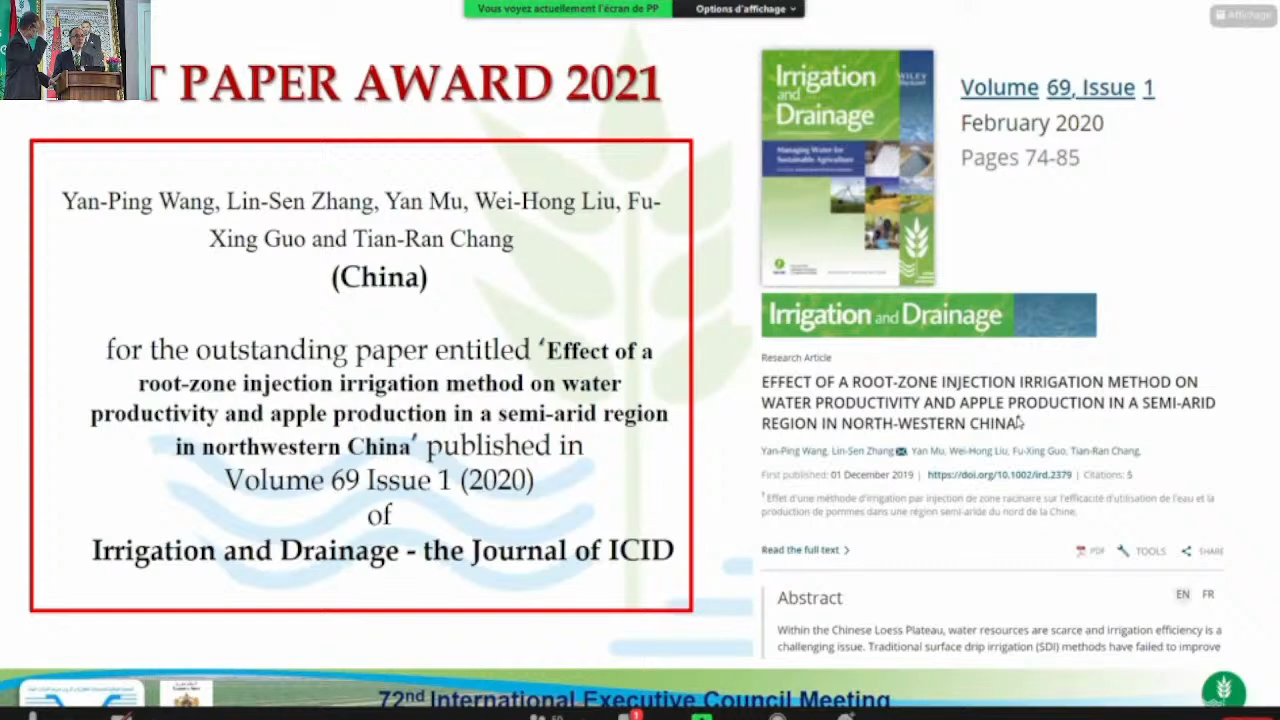 Vous voyez actuellement l'écran de PP
Options d'affichage
Affichage
T PAPER AWARD 2021
Yan-Ping Wang, Lin-Sen Zhang, Yan Mu, Wei-Hong Liu, Fu-
Xing Guo and Tian-Ran Chang
(China)
for the outstanding paper entitled ‘Effect of a
root-zone injection irrigation method on water
productivity and apple production in a semi-arid region
in northwestern China’ published in
Volume 69 Issue 1 (2020)
of
Irrigation and Drainage - the Journal of ICID
Irrigation
and
Drainage
WILEY
Managing Water for
Sustainable Agriculture
Volume 69, Issue 1
February 2020
Pages 74-85
Irrigation and Drainage
Research Article
EFFECT OF A ROOT-ZONE INJECTION IRRIGATION METHOD ON
WATER PRODUCTIVITY AND APPLE PRODUCTION IN A SEMI-ARID
REGION IN NORTH-WESTERN CHINA
Yan-Ping Wang, Lin-Sen Zhang, Yan Mu, Wei-Hong Liu, Fu-Xing Guo, Tian-Ran Chang,
First published: 01 December 2019 | https://doi.org/10.1002/ird.2379 | Citations: 5
† Effet d'une méthode d'irrigation par injection de zone racinaire sur l'efficacité d'utilisation de l'eau et la
production de pommes dans une région semi-aride du nord de la Chine.
Read the full text
PDF TOOLS SHARE
Abstract
EN FR
Within the Chinese Loess Plateau, water resources are scarce and irrigation efficiency is a
challenging issue. Traditional surface drip irrigation (SDI) methods have failed to improve
72nd International Executive Council Meeting
1